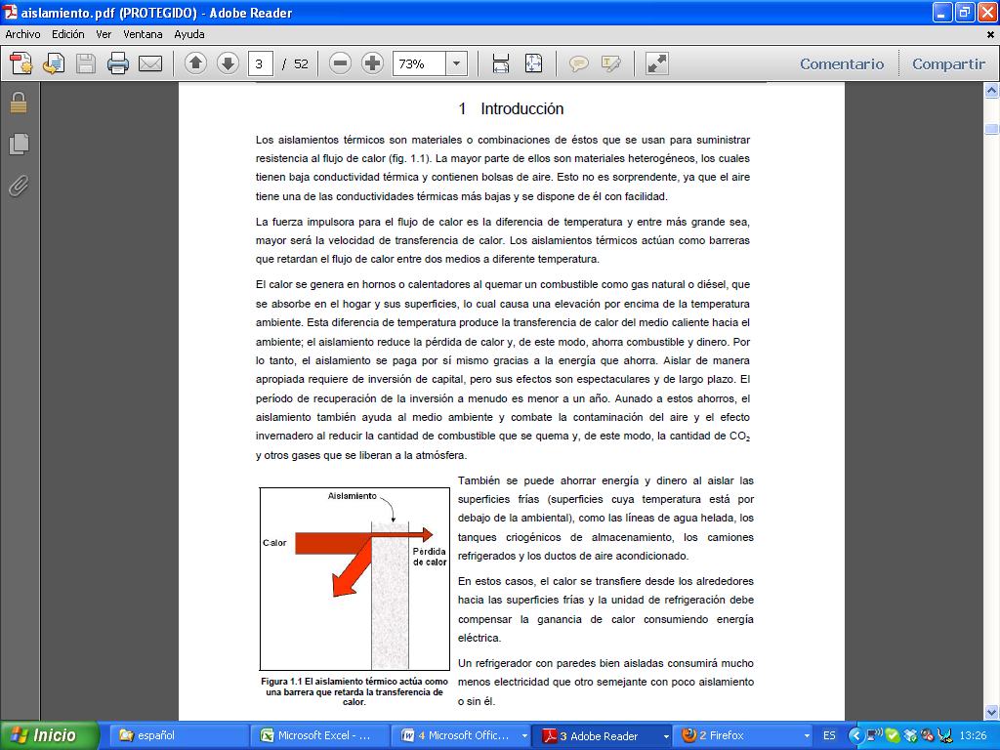 aislamiento.pdf (PROTEGIDO) - Adobe Reader
Archivo Edición Ver Ventana Ayuda
3 / 52 73% Comentario Compartir
1 Introducción
Los aislamientos térmicos son materiales o combinaciones de éstos que se usan para suministrar
resistencia al flujo de calor (fig. 1.1). La mayor parte de ellos son materiales heterogéneos, los cuales
tienen baja conductividad térmica y contienen bolsas de aire. Esto no es sorprendente, ya que el aire
tiene una de las conductividades térmicas más bajas y se dispone de él con facilidad.
La fuerza impulsora para el flujo de calor es la diferencia de temperatura y entre más grande sea,
mayor será la velocidad de transferencia de calor. Los aislamientos térmicos actúan como barreras
que retardan el flujo de calor entre dos medios a diferente temperatura.
El calor se genera en hornos o calentadores al quemar un combustible como gas natural o diésel, que
se absorbe en el hogar y sus superficies, lo cual causa una elevación por encima de la temperatura
ambiente. Esta diferencia de temperatura produce la transferencia de calor del medio caliente hacia el
ambiente; el aislamiento reduce la pérdida de calor y, de este modo, ahorra combustible y dinero. Por
lo tanto, el aislamiento se paga por sí mismo gracias a la energía que ahorra. Aislar de manera
apropiada requiere de inversión de capital, pero sus efectos son espectaculares y de largo plazo. El
período de recuperación de la inversión a menudo es menor a un año. Aunado a estos ahorros, el
aislamiento también ayuda al medio ambiente y combate la contaminación del aire y el efecto
invernadero al reducir la cantidad de combustible que se quema y, de este modo, la cantidad de CO₂
y otros gases que se liberan a la atmósfera.
Aislamiento
Calor
Pérdida
de calor
Figura 1.1 El aislamiento térmico actúa como
una barrera que retarda la transferencia de
calor.
También se puede ahorrar energía y dinero al aislar las
superficies frías (superficies cuya temperatura está por
debajo de la ambiental), como las líneas de agua helada, los
tanques criogénicos de almacenamiento, los camiones
refrigerados y los ductos de aire acondicionado.
En estos casos, el calor se transfiere desde los alrededores
hacia las superficies frías y la unidad de refrigeración debe
compensar la ganancia de calor consumiendo energía
eléctrica.
Un refrigerador con paredes bien aisladas consumirá mucho
menos electricidad que otro semejante con poco aislamiento
o sin él.
Inicio español Microsoft Excel - ... 4 Microsoft Offic... 3 Adobe Reader 2 Firefox ES 13:26